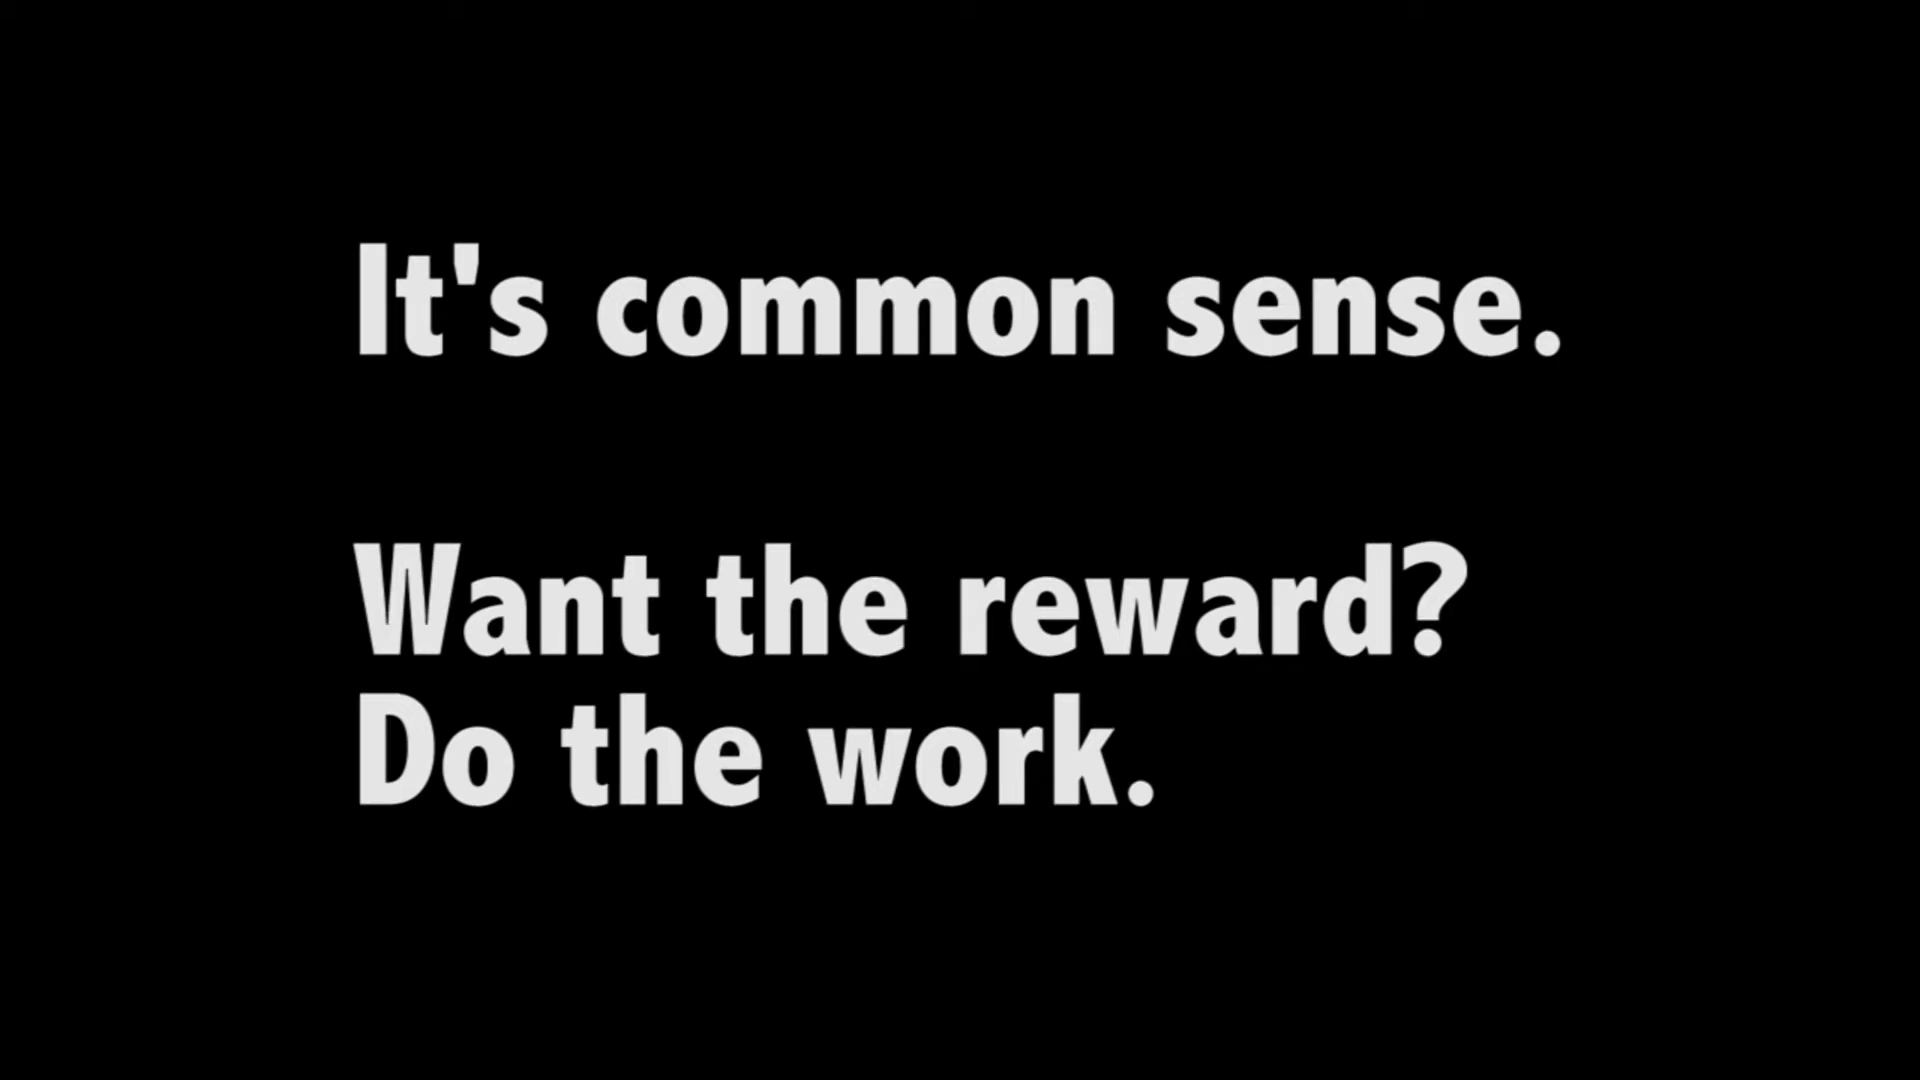 It's common sense.
Want the reward?
Do the work.